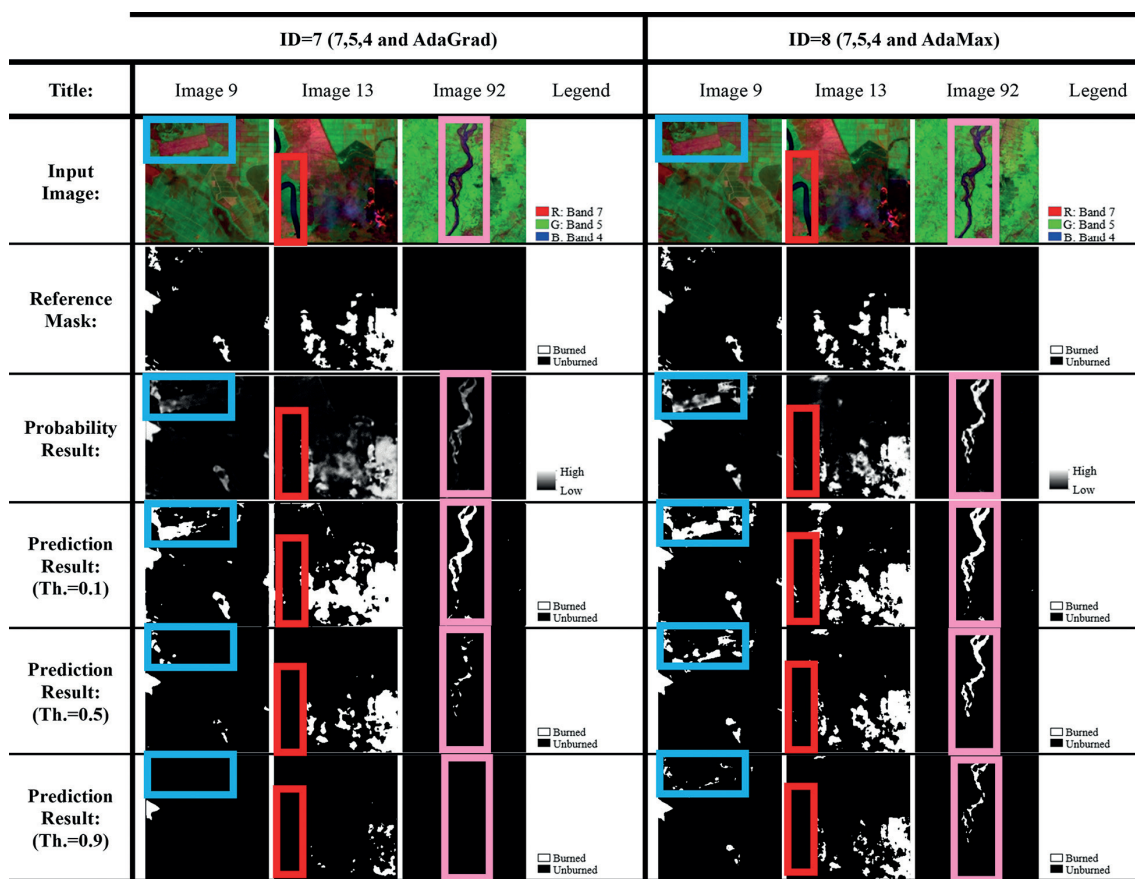 ID=7 (7,5,4 and AdaGrad)
ID=8 (7,5,4 and AdaMax)
Title:
Image 9
Image 13
Image 92
Legend
Image 9
Image 13
Image 92
Legend
Input
Image:
R: Band 7
G: Band 5
B. Band 4
R: Band 7
G: Band 5
B. Band 4
Reference
Mask:
Burned
Unburned
Burned
Unburned
Probability
Result:
High
Low
High
Low
Prediction
Result:
(Th.=0.1)
Burned
Unburned
Burned
Unburned
Prediction
Result:
(Th.=0.5)
Burned
Unburned
Burned
Unburned
Prediction
Result:
(Th.=0.9)
Burned
Unburned
Burned
Unburned